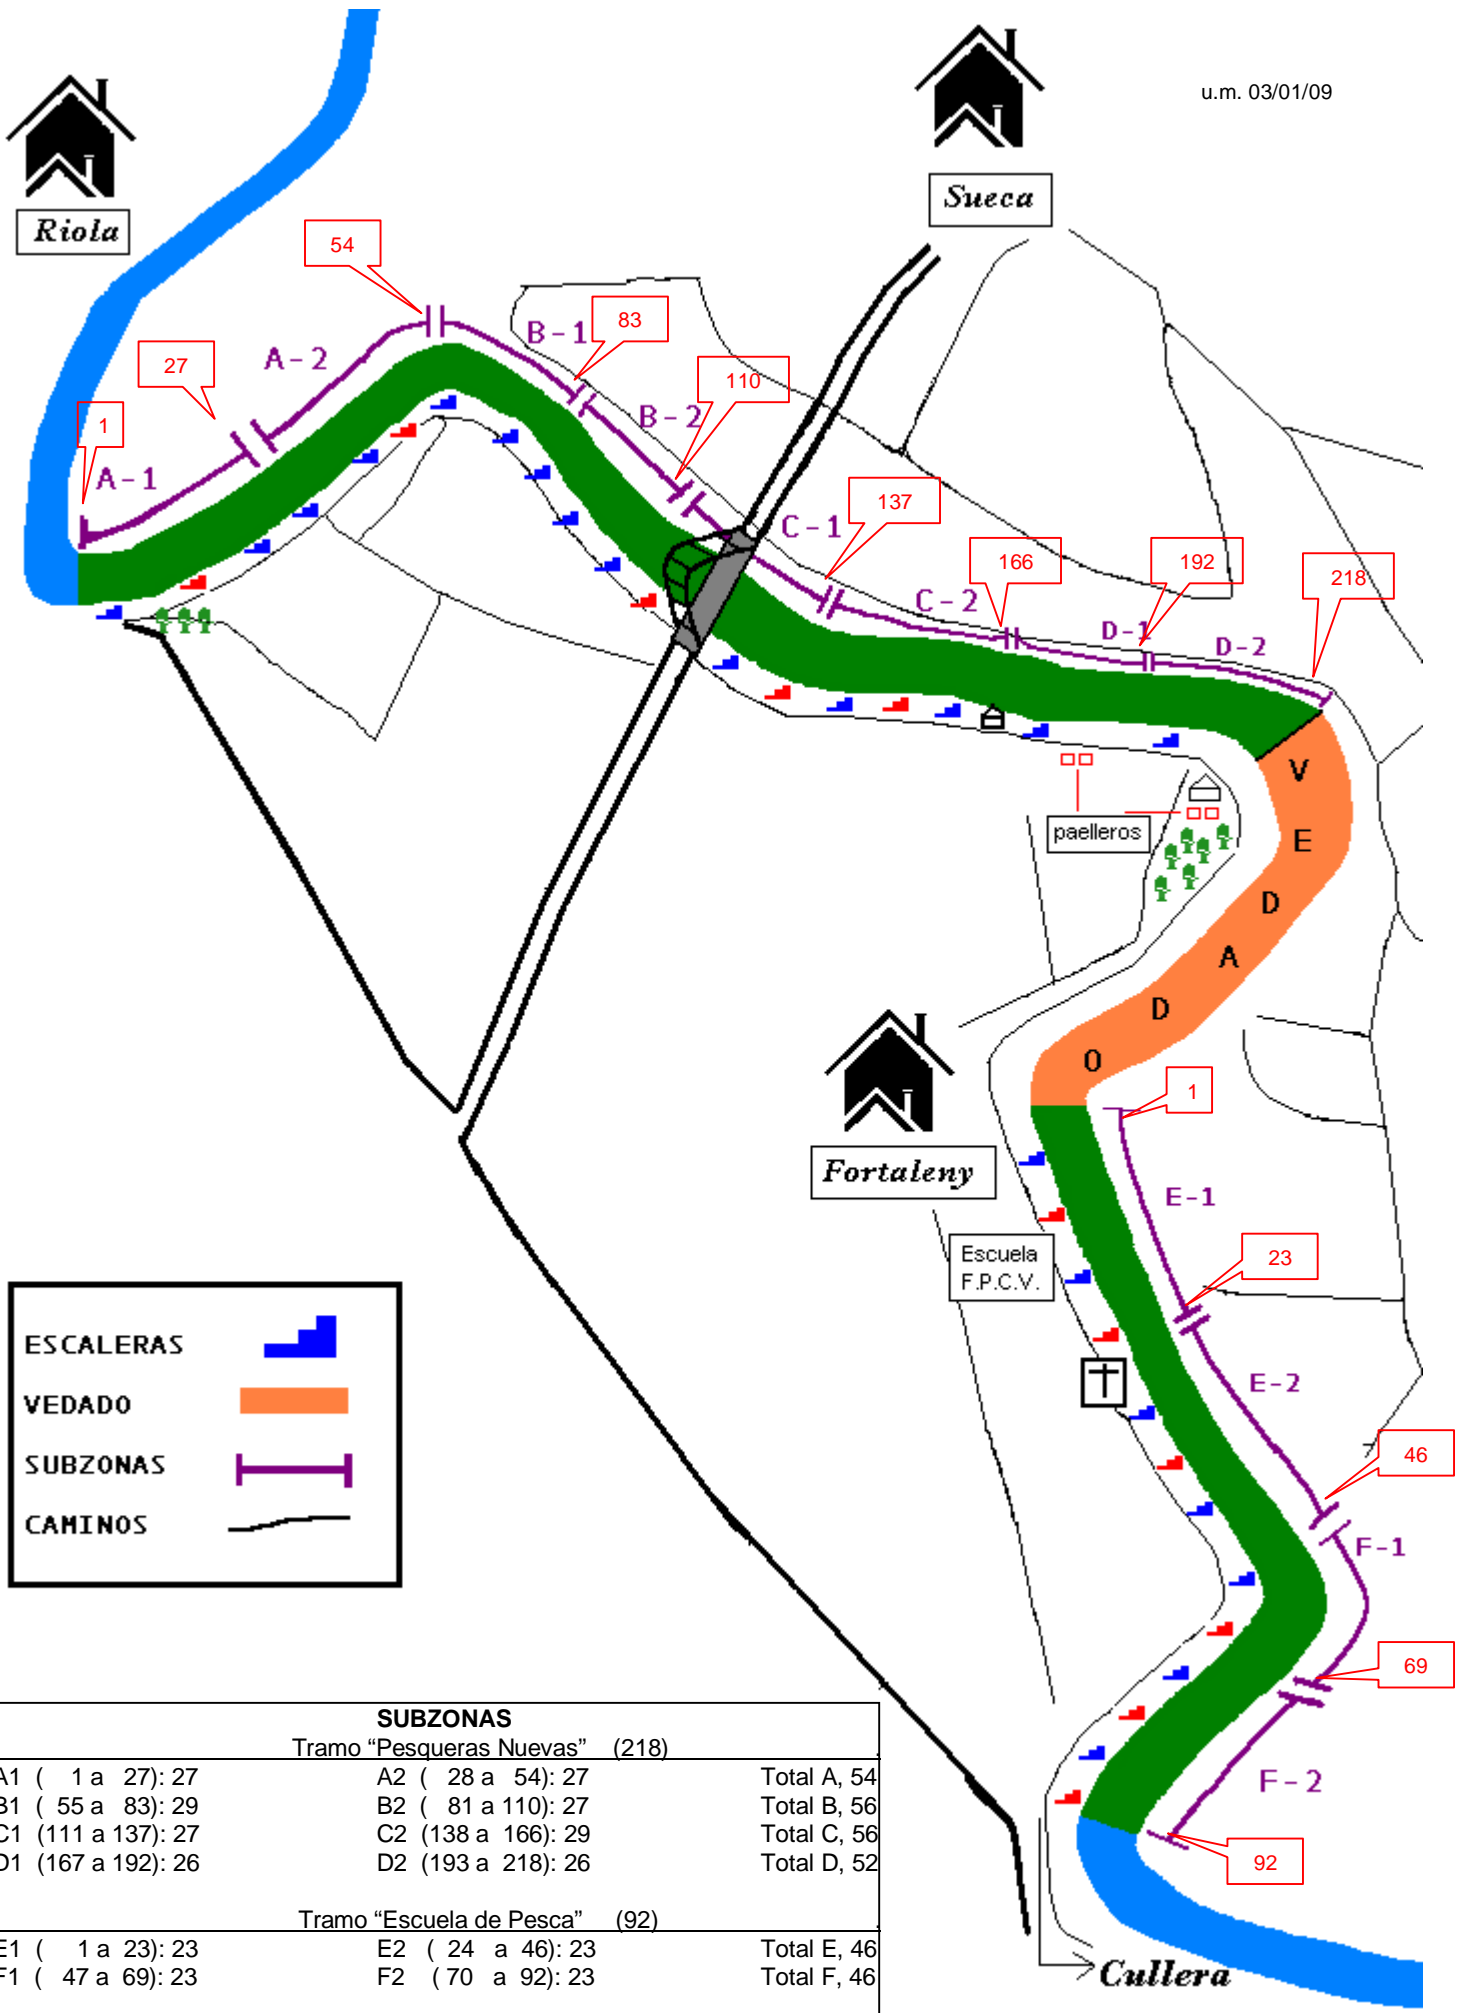 u.m. 03/01/09
Riola
Sueca
54
83
B-1
A-2
27
110
B-2
1
A-1
C-1
137
166
192
218
C-2
D-1
D-2
V
E
D
A
D
O
paelleros
1
Fortaleny
E-1
Escuela
F.P.C.V.
23
E-2
46
F-1
69
F-2
92
ESCALERAS
VEDADO
SUBZONAS
CAMINOS
SUBZONAS
Tramo “Pesqueras Nuevas” (218)
A1 ( 1 a 27): 27 A2 ( 28 a 54): 27 Total A, 54
B1 ( 55 a 83): 29 B2 ( 81 a 110): 27 Total B, 56
C1 (111 a 137): 27 C2 (138 a 166): 29 Total C, 56
D1 (167 a 192): 26 D2 (193 a 218): 26 Total D, 52
Tramo “Escuela de Pesca” (92)
E1 ( 1 a 23): 23 E2 ( 24 a 46): 23 Total E, 46
F1 ( 47 a 69): 23 F2 ( 70 a 92): 23 Total F, 46
Cullera